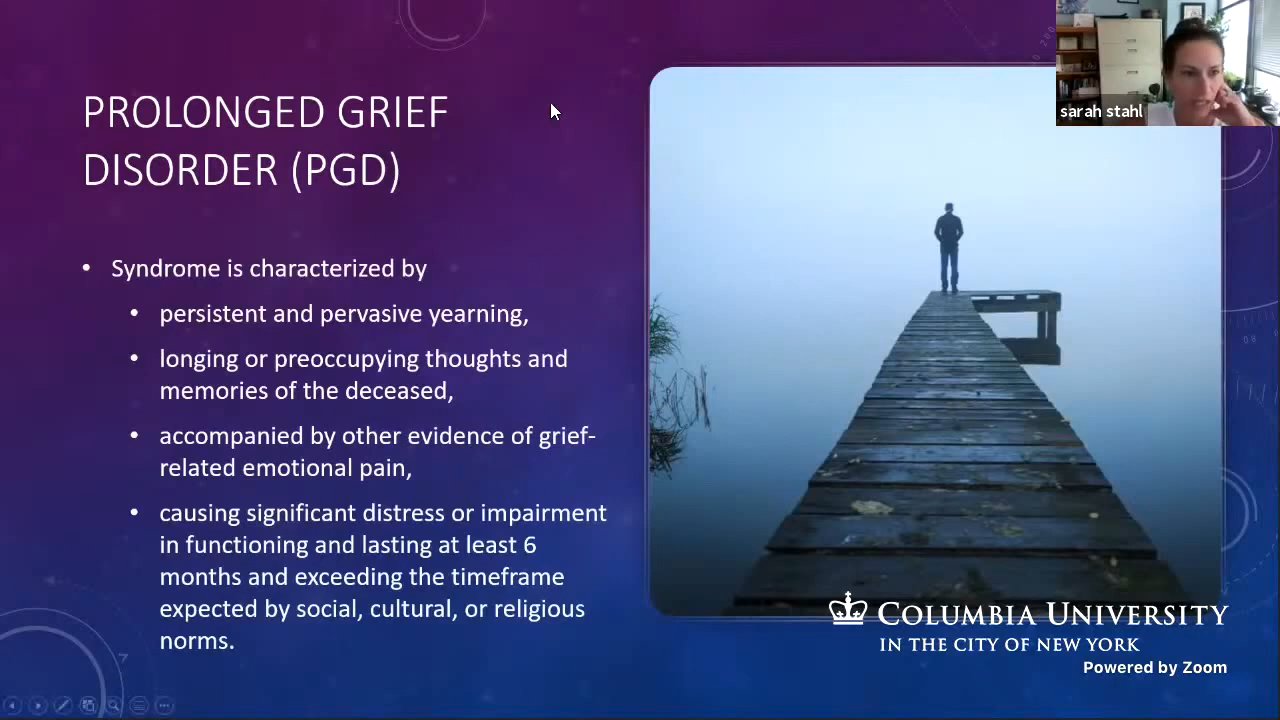 PROLONGED GRIEF
DISORDER (PGD)
sarah stahl
• Syndrome is characterized by
• persistent and pervasive yearning,
• longing or preoccupying thoughts and
memories of the deceased,
• accompanied by other evidence of grief-
related emotional pain,
• causing significant distress or impairment
in functioning and lasting at least 6
months and exceeding the timeframe
expected by social, cultural, or religious
norms.
COLUMBIA UNIVERSITY
IN THE CITY OF NEW YORK
Powered by Zoom